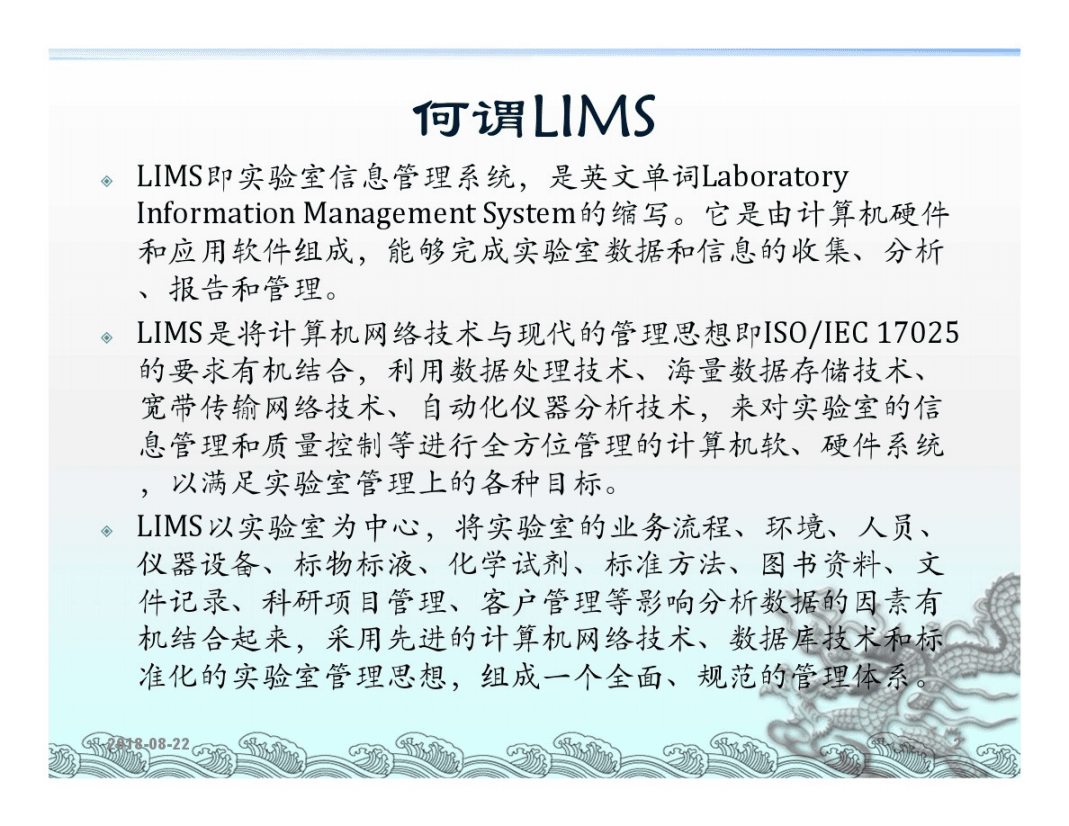 何谓LIMS
LIMS即实验室信息管理系统，是英文单词Laboratory
Information Management System的缩写。它是由计算机硬件
和应用软件组成，能够完成实验室数据和信息的收集、分析
、报告和管理。
LIMS是将计算机网络技术与现代的管理思想即ISO/IEC 17025
的要求有机结合，利用数据处理技术、海量数据存储技术、
宽带传输网络技术、自动化仪器分析技术，来对实验室的信
息管理和质量控制等进行全方位管理的计算机软、硬件系统
，以满足实验室管理上的各种目标。
LIMS以实验室为中心，将实验室的业务流程、环境、人员、
仪器设备、标物标液、化学试剂、标准方法、图书资料、文
件记录、科研项目管理、客户管理等影响分析数据的因素有
机结合起来，采用先进的计算机网络技术、数据库技术和标
准化的实验室管理思想，组成一个全面、规范的管理体系。
2018-08-22
2